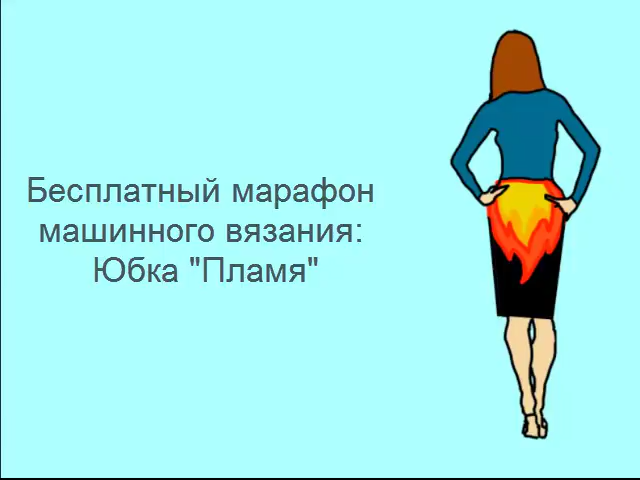 Бесплатный марафон
машинного вязания:
Юбка "Пламя"